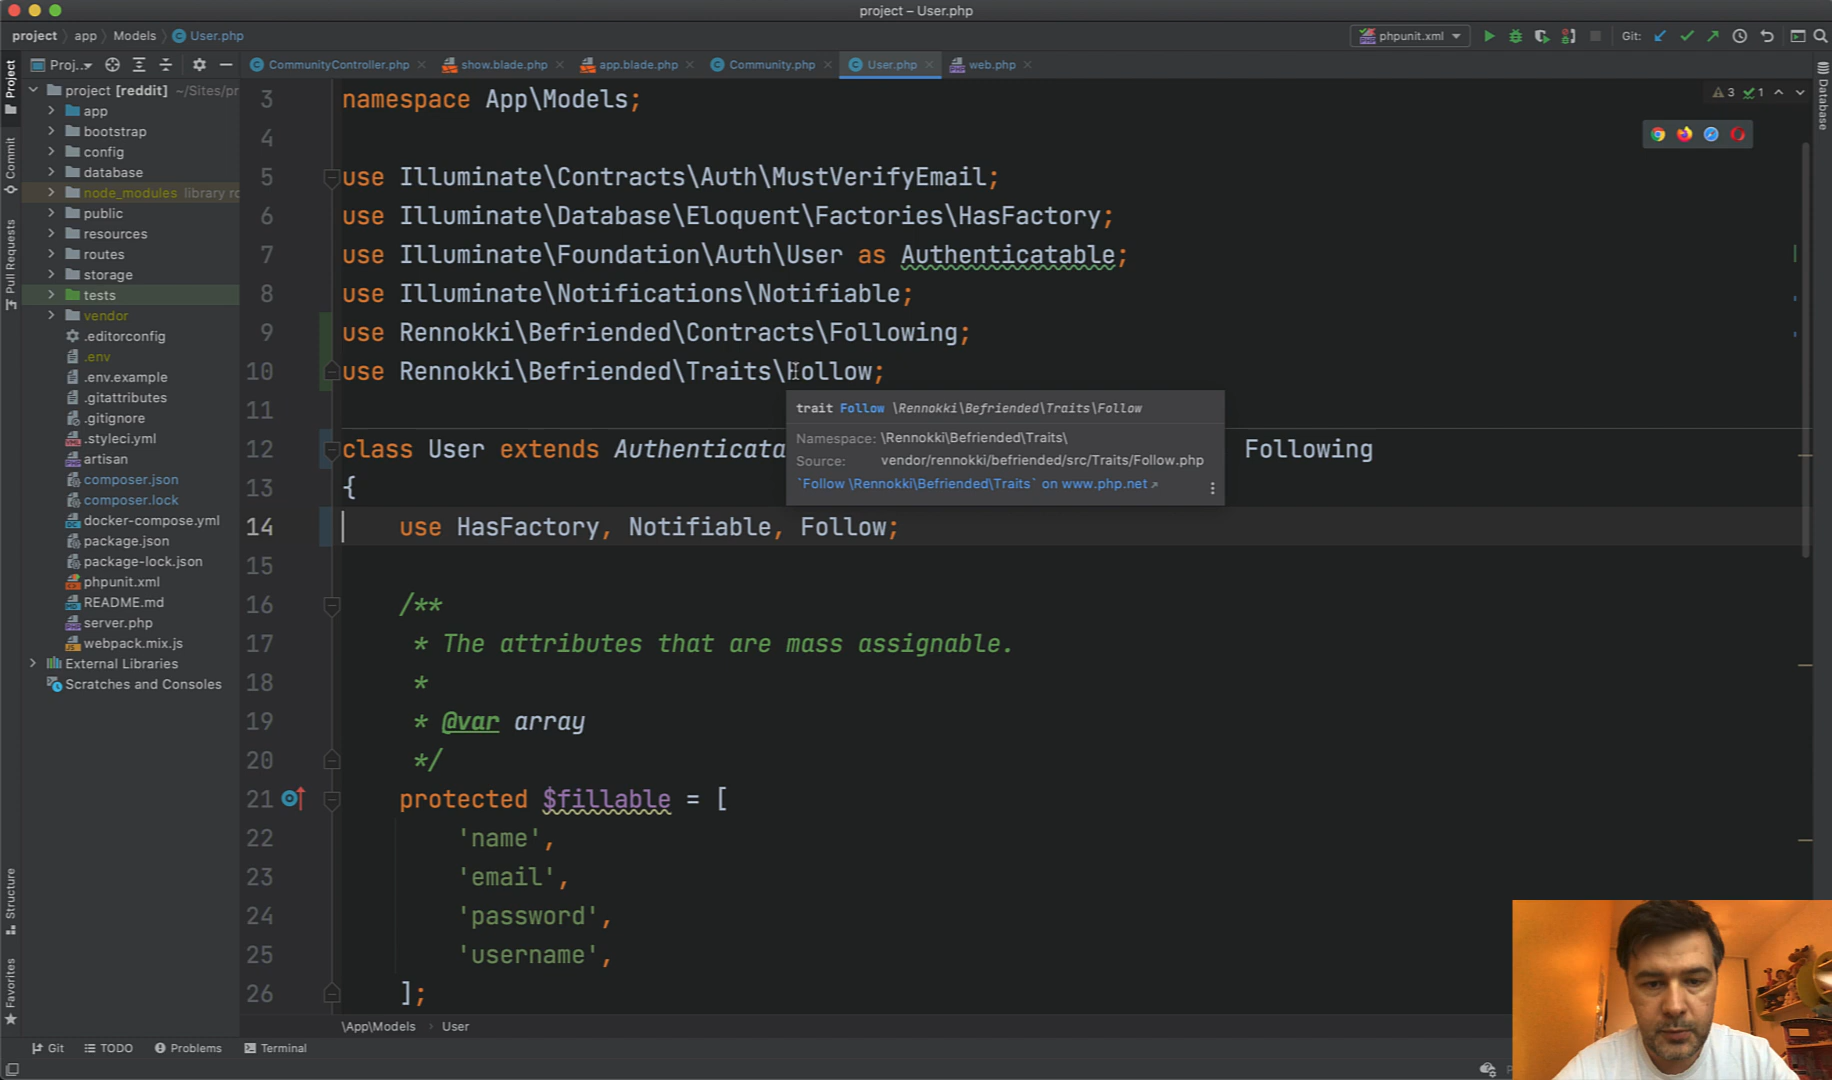 project – User.php
project app Models User.php
phpunit.xml
Git:
Project
Commit
Pull Requests
Structure
Favorites
Database
Proj..
CommunityController.php
show.blade.php
app.blade.php
Community.php
User.php
web.php
project [reddit] ~/Sites/pr
app
bootstrap
config
database
node_modules library ro
public
resources
routes
storage
tests
vendor
.editorconfig
.env
.env.example
.gitattributes
.gitignore
.styleci.yml
artisan
composer.json
composer.lock
docker-compose.yml
package.json
package-lock.json
phpunit.xml
README.md
server.php
webpack.mix.js
External Libraries
Scratches and Consoles
3 1
3 namespace App\Models;
4
5 use Illuminate\Contracts\Auth\MustVerifyEmail;
6 use Illuminate\Database\Eloquent\Factories\HasFactory;
7 use Illuminate\Foundation\Auth\User as Authenticatable;
8 use Illuminate\Notifications\Notifiable;
9 use Rennokki\Befriended\Contracts\Following;
10 use Rennokki\Befriended\Traits\Follow;
11
trait Follow \Rennokki\Befriended\Traits\Follow
Namespace: \Rennokki\Befriended\Traits\
Source: vendor/rennokki/befriended/src/Traits/Follow.php
`Follow \Rennokki\Befriended\Traits` on www.php.net
12 class User extends Authenticata Following
13 {
14 use HasFactory, Notifiable, Follow;
15
16 /**
17 * The attributes that are mass assignable.
18 *
19 * @var array
20 */
21 protected $fillable = [
22 'name',
23 'email',
24 'password',
25 'username',
26 ];
\App\Models User
Git TODO Problems Terminal